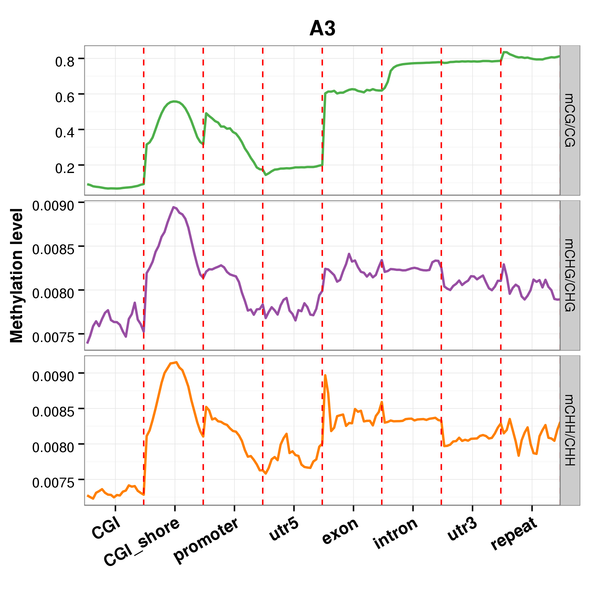 A3
Methylation level
0.8
0.6
0.4
0.2
mCG/CG
0.0090
0.0085
0.0080
0.0075
mCHG/CHG
0.0090
0.0085
0.0080
0.0075
mCHH/CHH
CGI
CGI_shore
promoter
utr5
exon
intron
utr3
repeat